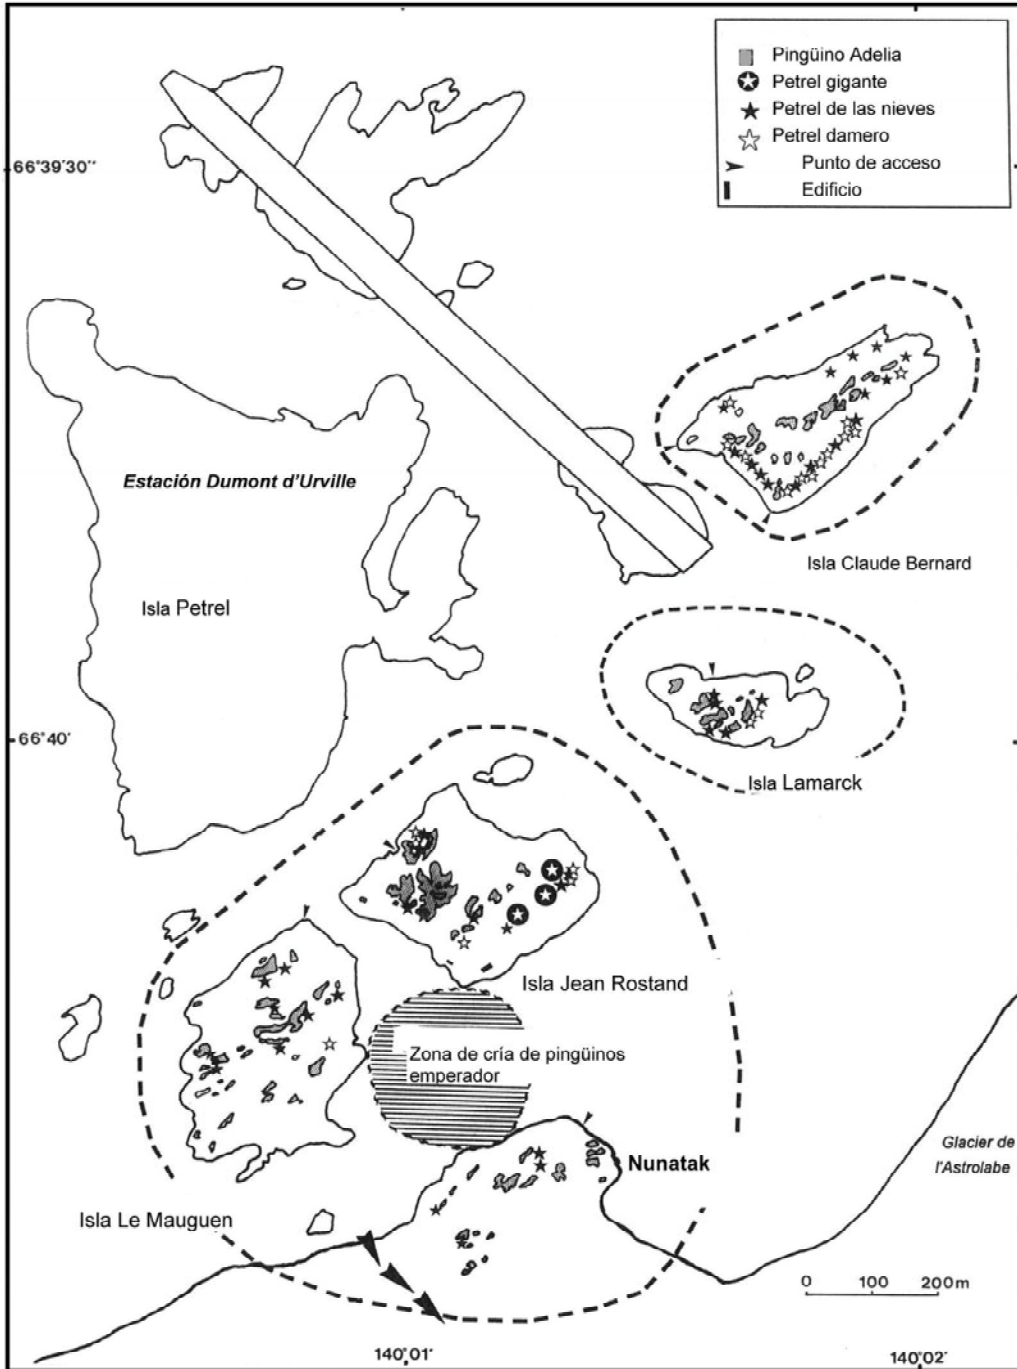 Pingüino Adelia
Petrel gigante
Petrel de las nieves
Petrel damero
Punto de acceso
Edificio
66°39'30''
Estación Dumont d'Urville
Isla Claude Bernard
Isla Petrel
66°40'
Isla Lamarck
Isla Jean Rostand
Zona de cría de pingüinos
emperador
Glacier de
l'Astrolabe
Nunatak
Isla Le Mauguen
0 100 200 m
140°01'
140°02'